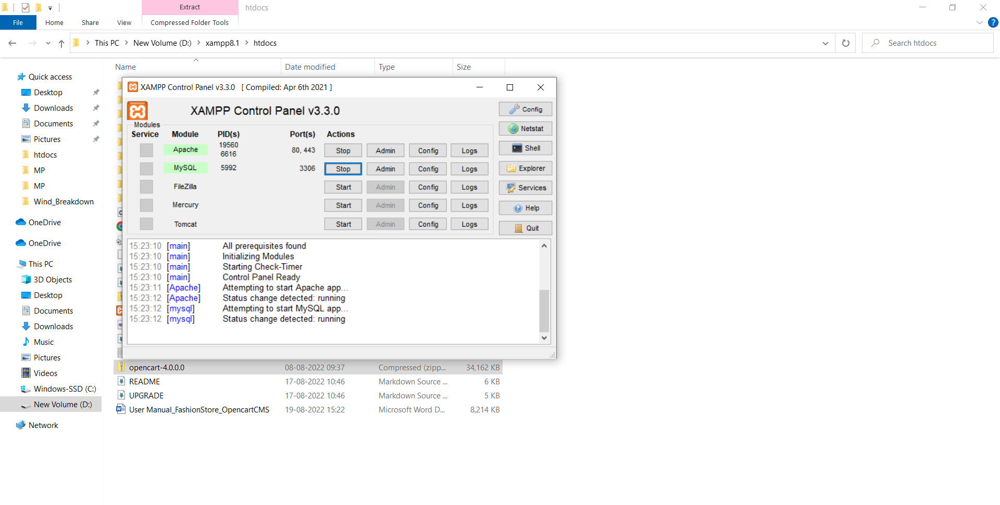 Extract
htdocs
File
Home
Share
View
Compressed Folder Tools
This PC
New Volume (D:)
xampp8.1
htdocs
Search htdocs
Name
Date modified
Type
Size
Quick access
Desktop
Downloads
Documents
Pictures
htdocs
MP
MP
Wind_Breakdown
OneDrive
OneDrive
This PC
3D Objects
Desktop
Documents
Downloads
Music
Pictures
Videos
Windows-SSD (C:)
New Volume (D:)
Network
XAMPP Control Panel v3.3.0 [ Compiled: Apr 6th 2021 ]
XAMPP Control Panel v3.3.0
Modules
Service Module PID(s) Port(s) Actions
Apache 19560 6616 80, 443 Stop Admin Config Logs
MySQL 5992 3306 Stop Admin Config Logs
FileZilla Start Admin Config Logs
Mercury Start Admin Config Logs
Tomcat Start Admin Config Logs
Config
Netstat
Shell
Explorer
Services
Help
Quit
15:23:10 [main] All prerequisites found
15:23:10 [main] Initializing Modules
15:23:10 [main] Starting Check-Timer
15:23:10 [main] Control Panel Ready
15:23:11 [Apache] Attempting to start Apache app...
15:23:12 [Apache] Status change detected: running
15:23:12 [mysql] Attempting to start MySQL app...
15:23:12 [mysql] Status change detected: running
opencart-4.0.0.0 08-08-2022 09:37 Compressed (zipp... 34,162 KB
README 17-08-2022 10:46 Markdown Source ... 6 KB
UPGRADE 17-08-2022 10:46 Markdown Source ... 5 KB
User Manual_FashionStore_OpencartCMS 19-08-2022 15:22 Microsoft Word D... 8,214 KB